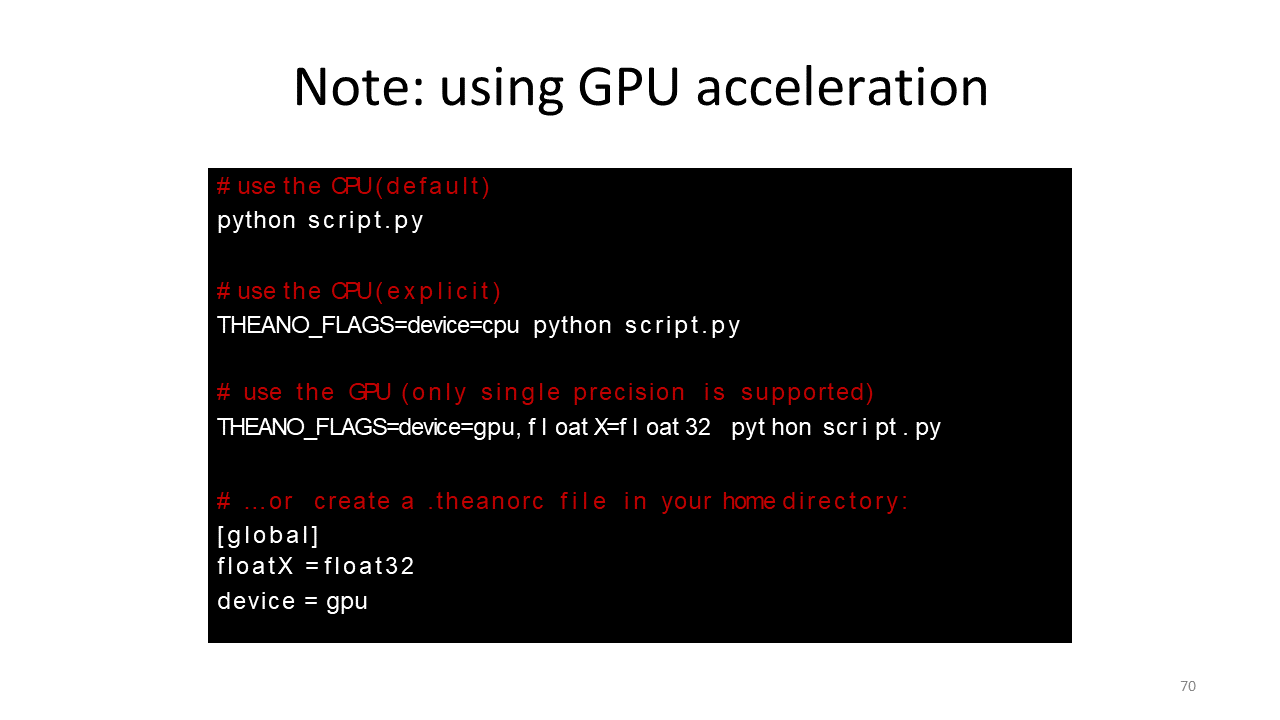 Note: using GPU acceleration
# use the CPU (default)
python script.py
# use the CPU (explicit)
THEANO_FLAGS=device=cpu python script.py
# use the GPU (only single precision is supported)
THEANO_FLAGS=device=gpu,floatX=float32 python script.py
# ...or create a .theanorc file in your home directory:
[global]
floatX = float32
device = gpu
70